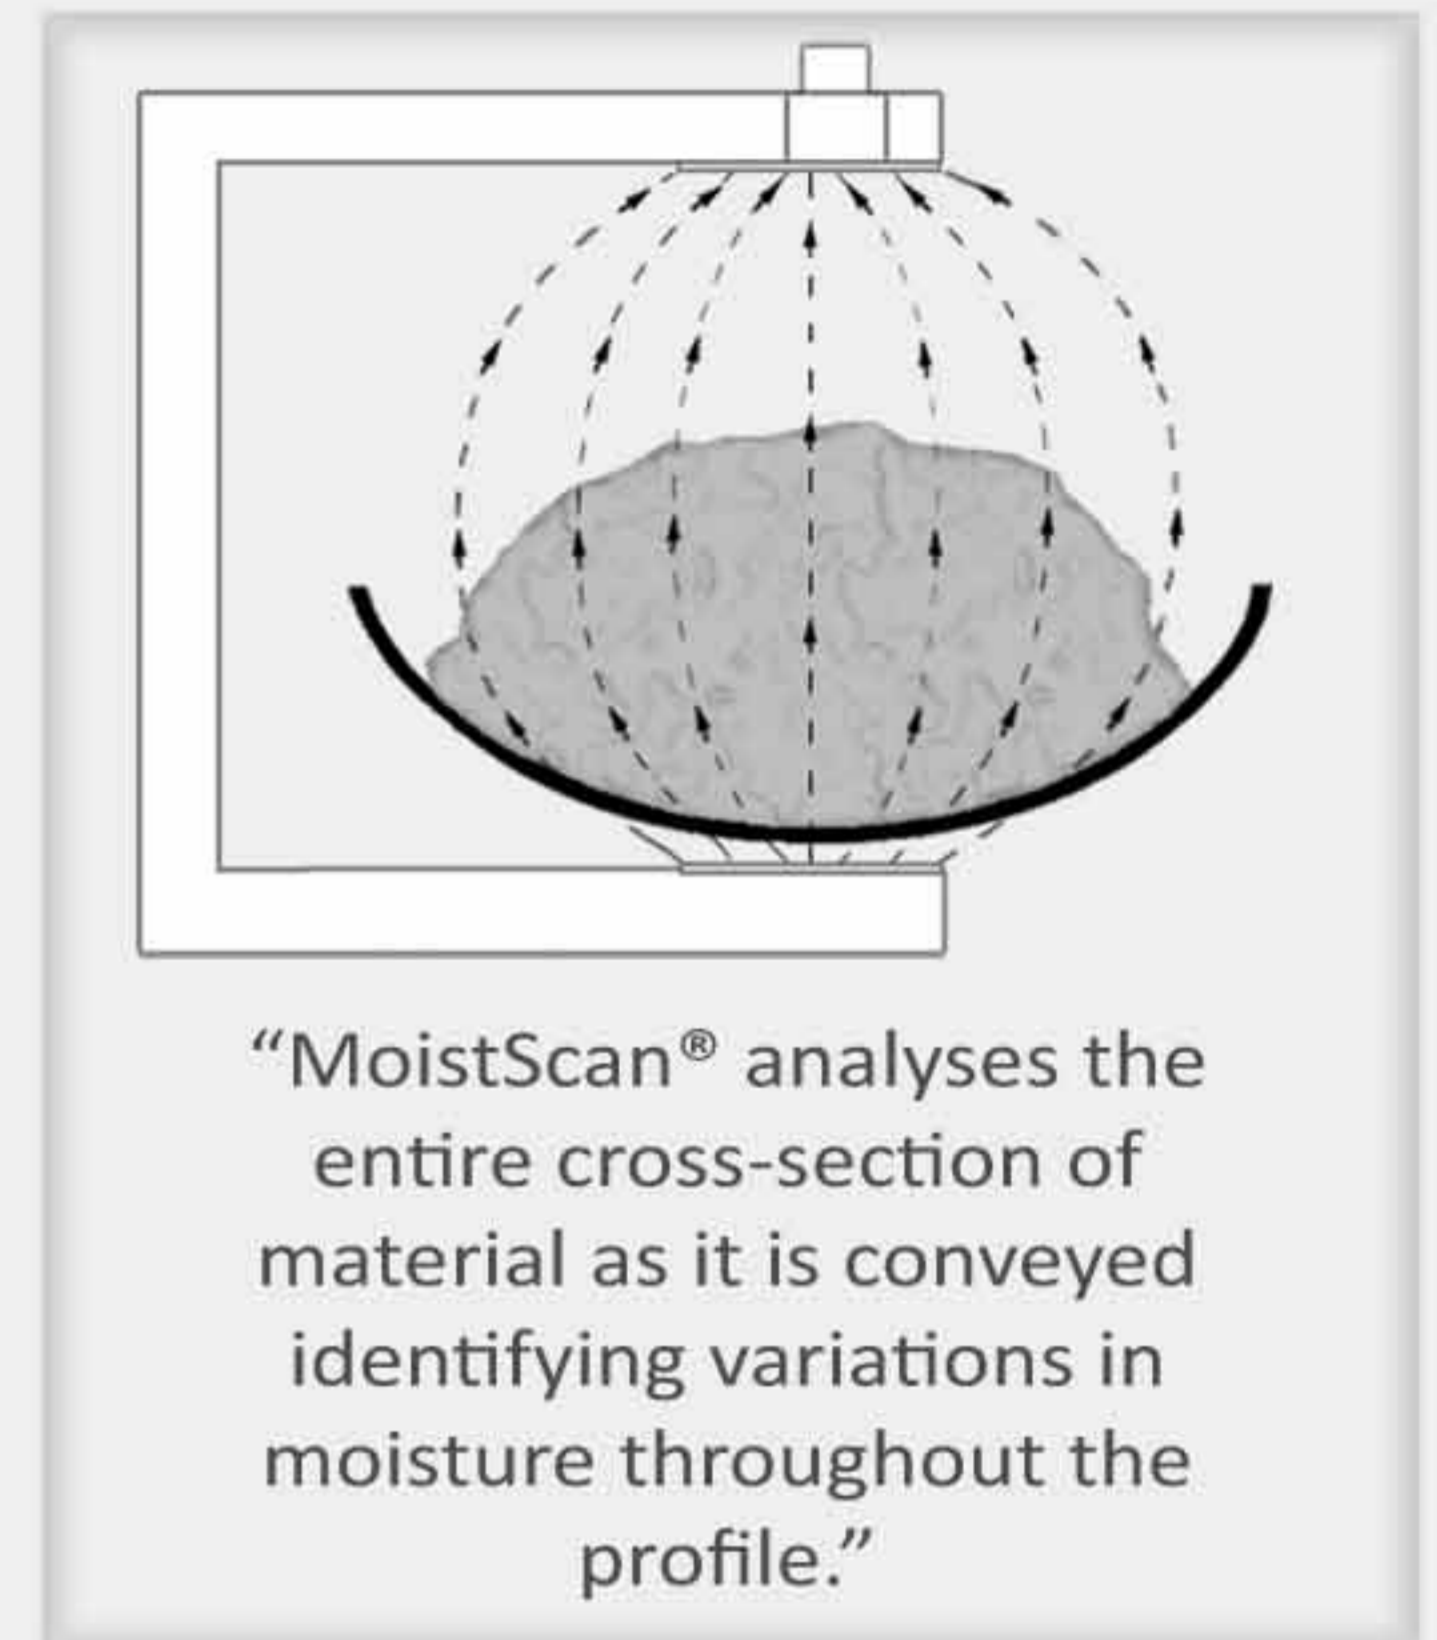 “MoistScan® analyses the
entire cross-section of
material as it is conveyed
identifying variations in
moisture throughout the
profile.”